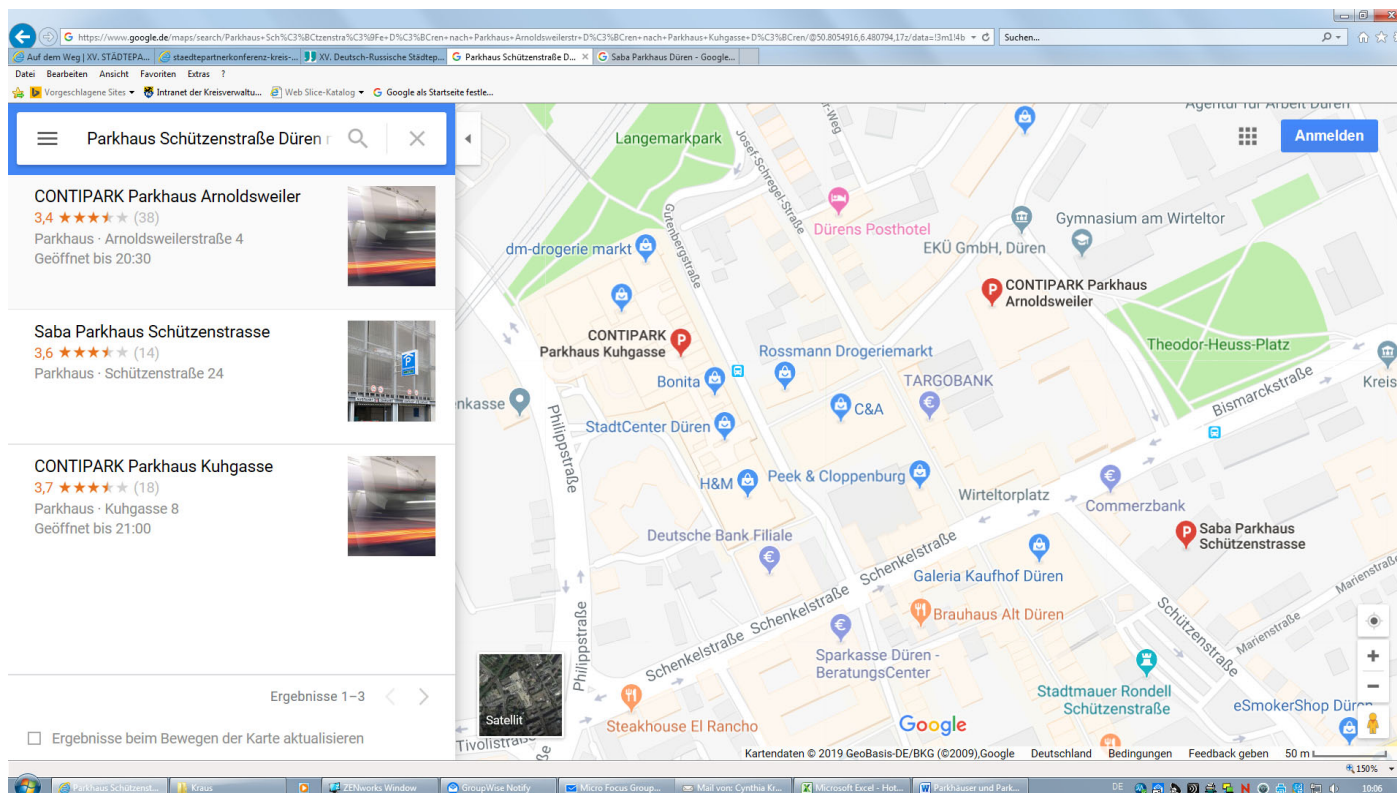 https://www.google.de/maps/search/Parkhaus+Sch%C3%BCtzenstra%C3%9Fe+D%C3%BCren+nach+Parkhaus+Arnoldsweilerstr+D%C3%BCren+nach+Parkhaus+Kuhgasse+D%C3%BCren/@50.8054916,6.480794,17z/data=!3m1!4b
Suchen...
Auf dem Weg | XV. STÄDTEPA...
staedtepartnerkonferenz-kreis-...
XV. Deutsch-Russische Städtep...
Parkhaus Schützenstraße D...
Saba Parkhaus Düren - Google...
Datei Bearbeiten Ansicht Favoriten Extras ?
Vorgeschlagene Sites
Intranet der Kreisverwaltu...
Web Slice-Katalog
Google als Startseite festle...
Parkhaus Schützenstraße Düren
CONTIPARK Parkhaus Arnoldsweiler
3,4 ★★★★★ (38)
Parkhaus · Arnoldsweilerstraße 4
Geöffnet bis 20:30
Saba Parkhaus Schützenstrasse
3,6 ★★★★★ (14)
Parkhaus · Schützenstraße 24
CONTIPARK Parkhaus Kuhgasse
3,7 ★★★★★ (18)
Parkhaus · Kuhgasse 8
Geöffnet bis 21:00
Ergebnisse 1–3
Ergebnisse beim Bewegen der Karte aktualisieren
Anmelden
Agentur für Arbeit Düren
Langemarkpark
Josef-Schregel-Straße
-Weg
Gutenbergstraße
Dürens Posthotel
Gymnasium am Wirteltor
EKÜ GmbH, Düren
dm-drogerie markt
CONTIPARK Parkhaus
Arnoldsweiler
CONTIPARK
Parkhaus Kuhgasse
Rossmann Drogeriemarkt
Theodor-Heuss-Platz
Bonita
TARGOBANK
Kreis
Bismarckstraße
nkasse
C&A
StadtCenter Düren
Philippstraße
H&M
Peek & Cloppenburg
Wirteltorplatz
Commerzbank
Deutsche Bank Filiale
Saba Parkhaus
Schützenstrasse
Schenkelstraße
Galeria Kaufhof Düren
Marienstraße
Brauhaus Alt Düren
Schützenstraße
Marienstraße
Philippstraße
Schenkelstraße
Schenkelstraße
Sparkasse Düren -
BeratungsCenter
Stadtmauer Rondell
Schützenstraße
eSmokerShop Düren
Satellit
Steakhouse El Rancho
Google
Tivolistraße
Kartendaten © 2019 GeoBasis-DE/BKG (©2009),Google Deutschland Bedingungen Feedback geben 50 m
150%
Parkhaus Schützenst...
Kraus
ZENworks Window
GroupWise Notify
Micro Focus Group...
Mail von: Cynthia Kr...
Microsoft Excel - Hot...
Parkhäuser und Park...
DE
10:06